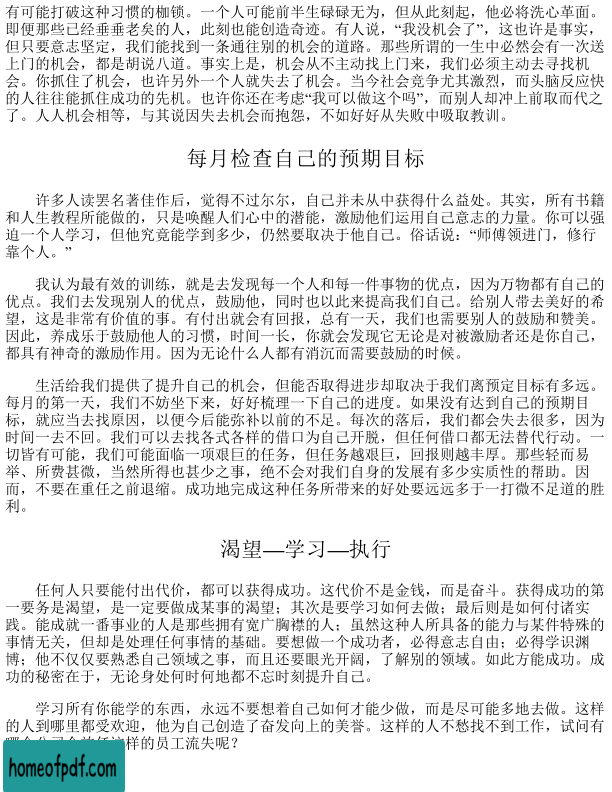 有可能打破这种习惯的枷锁。一个人可能前半生碌碌无为，但从此刻起，他必将洗心革面。
即便那些已经垂垂老矣的人，此刻也能创造奇迹。有人说，“我没机会了”，这也许是事实，
但只要意志坚定，我们能找到一条通往别的机会的道路。那些所谓的一生中必然会有一次送
上门的机会，都是胡说八道。事实上是，机会从不主动找上门来，我们必须主动去寻找机
会。你抓住了机会，也许另外一个人就失去了机会。当今社会竞争尤其激烈，而头脑反应快
的人往往能抓住成功的先机。也许你还在考虑“我可以做这个吗”，而别人却冲上前取而代之
了。人人机会相等，与其说因失去机会而抱怨，不如好好从失败中吸取教训。
每月检查自己的预期目标
许多人读罢名著佳作后，觉得不过尔尔，自己并未从中获得什么益处。其实，所有书籍
和人生教程所能做的，只是唤醒人们心中的潜能，激励他们运用自己意志的力量。你可以强
迫一个人学习，但他究竟能学到多少，仍然要取决于他自己。俗话说：“师傅领进门，修行
靠个人。”
我认为最有效的训练，就是去发现每一个人和每一件事物的优点，因为万物都有自己的
优点。我们去发现别人的优点，鼓励他，同时也以此来提高我们自己。给别人带去美好的希
望，这是非常有价值的事。有付出就会有回报，总有一天，我们也需要别人的鼓励和赞美。
因此，养成乐于鼓励他人的习惯，时间一长，你就会发现它无论是对被激励者还是你自己，
都具有神奇的激励作用。因为无论什么人都有消沉而需要鼓励的时候。
生活给我们提供了提升自己的机会，但能否取得进步却取决于我们离预定目标有多远。
每月的第一天，我们不妨坐下来，好好梳理一下自己的进度。如果没有达到自己的预期目
标，就应当去找原因，以便今后能弥补以前的不足。每次的落后，我们都会失去很多，因为
时间一去不回。我们可以去找各式各样的借口为自己开脱，但任何借口都无法替代行动。一
切皆有可能，我们可能面临一项艰巨的任务，但任务越艰巨，回报则越丰厚。那些轻而易
举、所费甚微，当然所得也甚少之事，绝不会对我们自身的发展有多少实质性的帮助。因
而，不要在重任之前退缩。成功地完成这种任务所带来的好处要远远多于一打微不足道的胜
利。
渴望—学习—执行
任何人只要能付出代价，都可以获得成功。这代价不是金钱，而是奋斗。获得成功的第
一要务是渴望，是一定要做成某事的渴望；其次是要学习如何去做；最后则是如何付诸实
践。能成就一番事业的人是那些拥有宽广胸襟的人；虽然这种人所具备的能力与某件特殊的
事情无关，但却是处理任何事情的基础。要想做一个成功者，必得意志自由；必得学识渊
博；他不仅仅要熟悉自己领域之事，而且还要眼光开阔，了解别的领域。如此方能成功。成
功的秘密在于，无论身处何时何地都不忘时刻提升自己。
学习所有你能学的东西，永远不要想着自己如何才能少做，而是尽可能多地去做。这样
的人到哪里都受欢迎，他为自己创造了奋发向上的美誉。这样的人不愁找不到工作，试问有
这样的员工流失呢？
homeofpdf.com